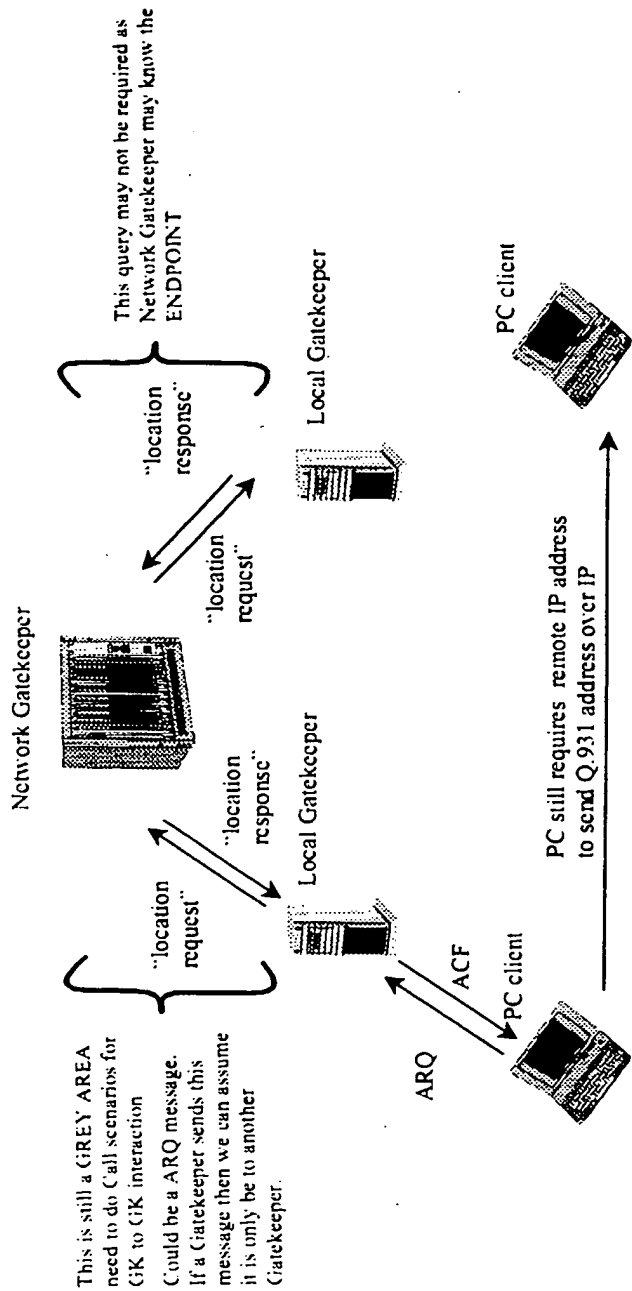 Network Gatekeeper
This is still a GREY AREA
need to do Call scenarios for
GK to GK interaction
Could be a ARQ message.
If a Gatekeeper sends this
message then we can assume
it is only be to another
Gatekeeper.
"location
request"
"location
response"
Local Gatekeeper
"location
request"
"location
response"
Local Gatekeeper
This query may not be required as
Network Gatekeeper may know the
ENDPOINT
ARQ
ACF
PC client
PC still requires remote IP address
to send Q.931 address over IP
PC client